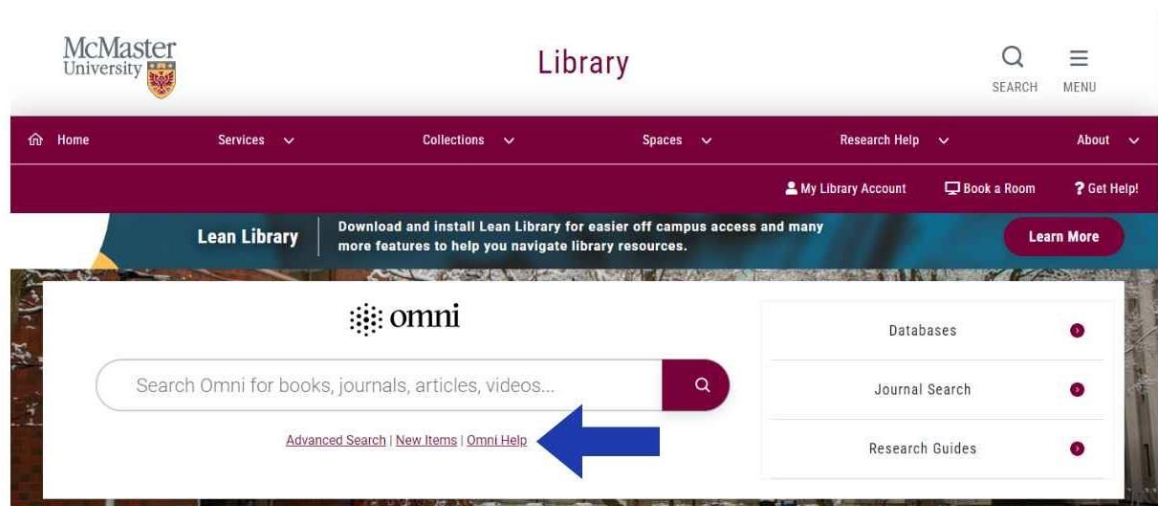 McMaster
University
Library
SEARCH
MENU
Home
Services
Collections
Spaces
Research Help
About
My Library Account
Book a Room
? Get Help!
Lean Library
Download and install Lean Library for easier off campus access and many
more features to help you navigate library resources.
Learn More
omni
Search Omni for books, journals, articles, videos...
Advanced Search | New Items | Omni Help
Databases
Journal Search
Research Guides